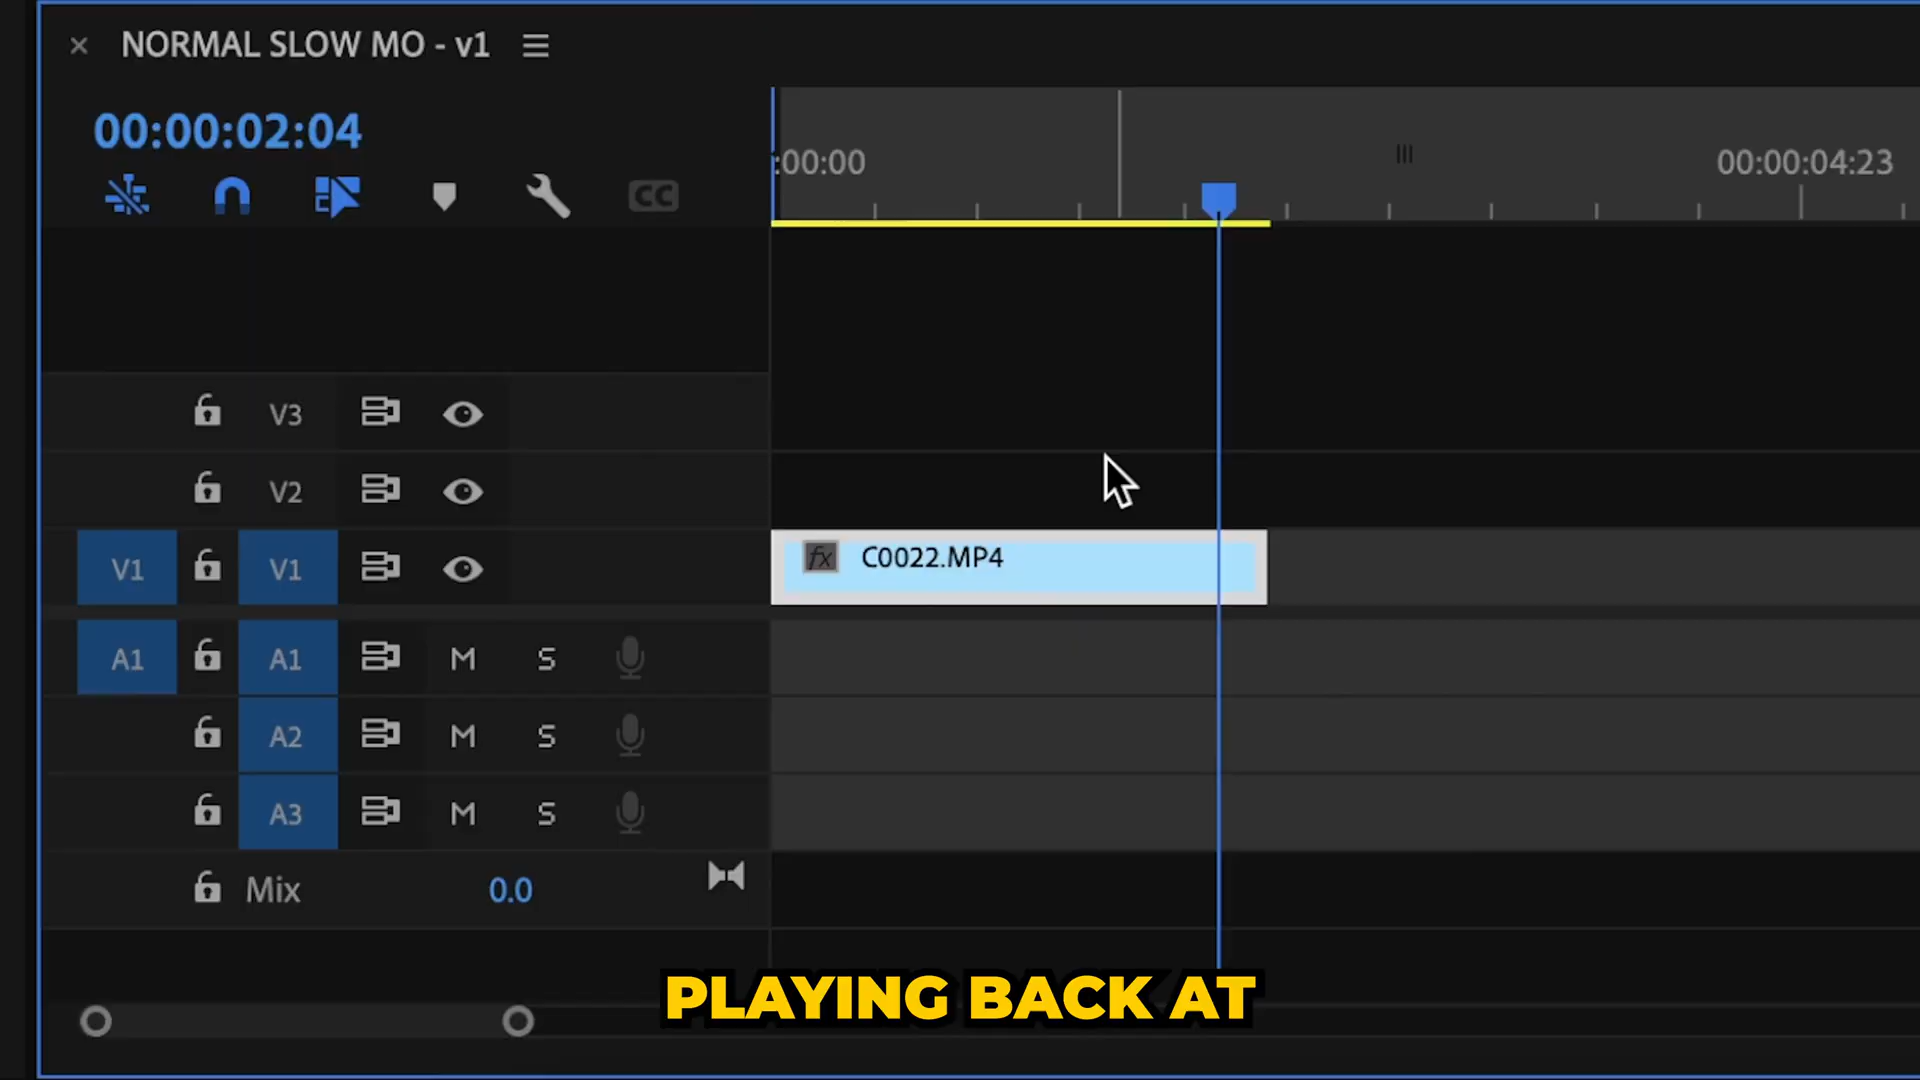 NORMAL SLOW MO - v1
00:00:02:04
:00:00
00:00:04:23
CC
V3
V2
V1 V1
fx C0022.MP4
A1 A1 M S
A2 M S
A3 M S
Mix 0.0
PLAYING BACK AT